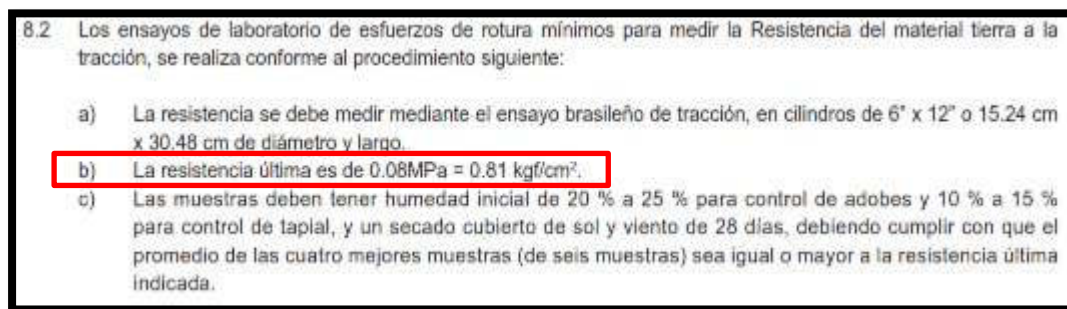 8.2 Los ensayos de laboratorio de esfuerzos de rotura mínimos para medir la Resistencia del material tierra a la
tracción, se realiza conforme al procedimiento siguiente:
a) La resistencia se debe medir mediante el ensayo brasileño de tracción, en cilindros de 6" x 12" o 15.24 cm
x 30.48 cm de diámetro y largo.
b) La resistencia última es de 0.08MPa = 0.81 kgf/cm².
c) Las muestras deben tener humedad inicial de 20 % a 25 % para control de adobes y 10 % a 15 %
para control de tapial, y un secado cubierto de sol y viento de 28 días, debiendo cumplir con que el
promedio de las cuatro mejores muestras (de seis muestras) sea igual o mayor a la resistencia última
indicada.